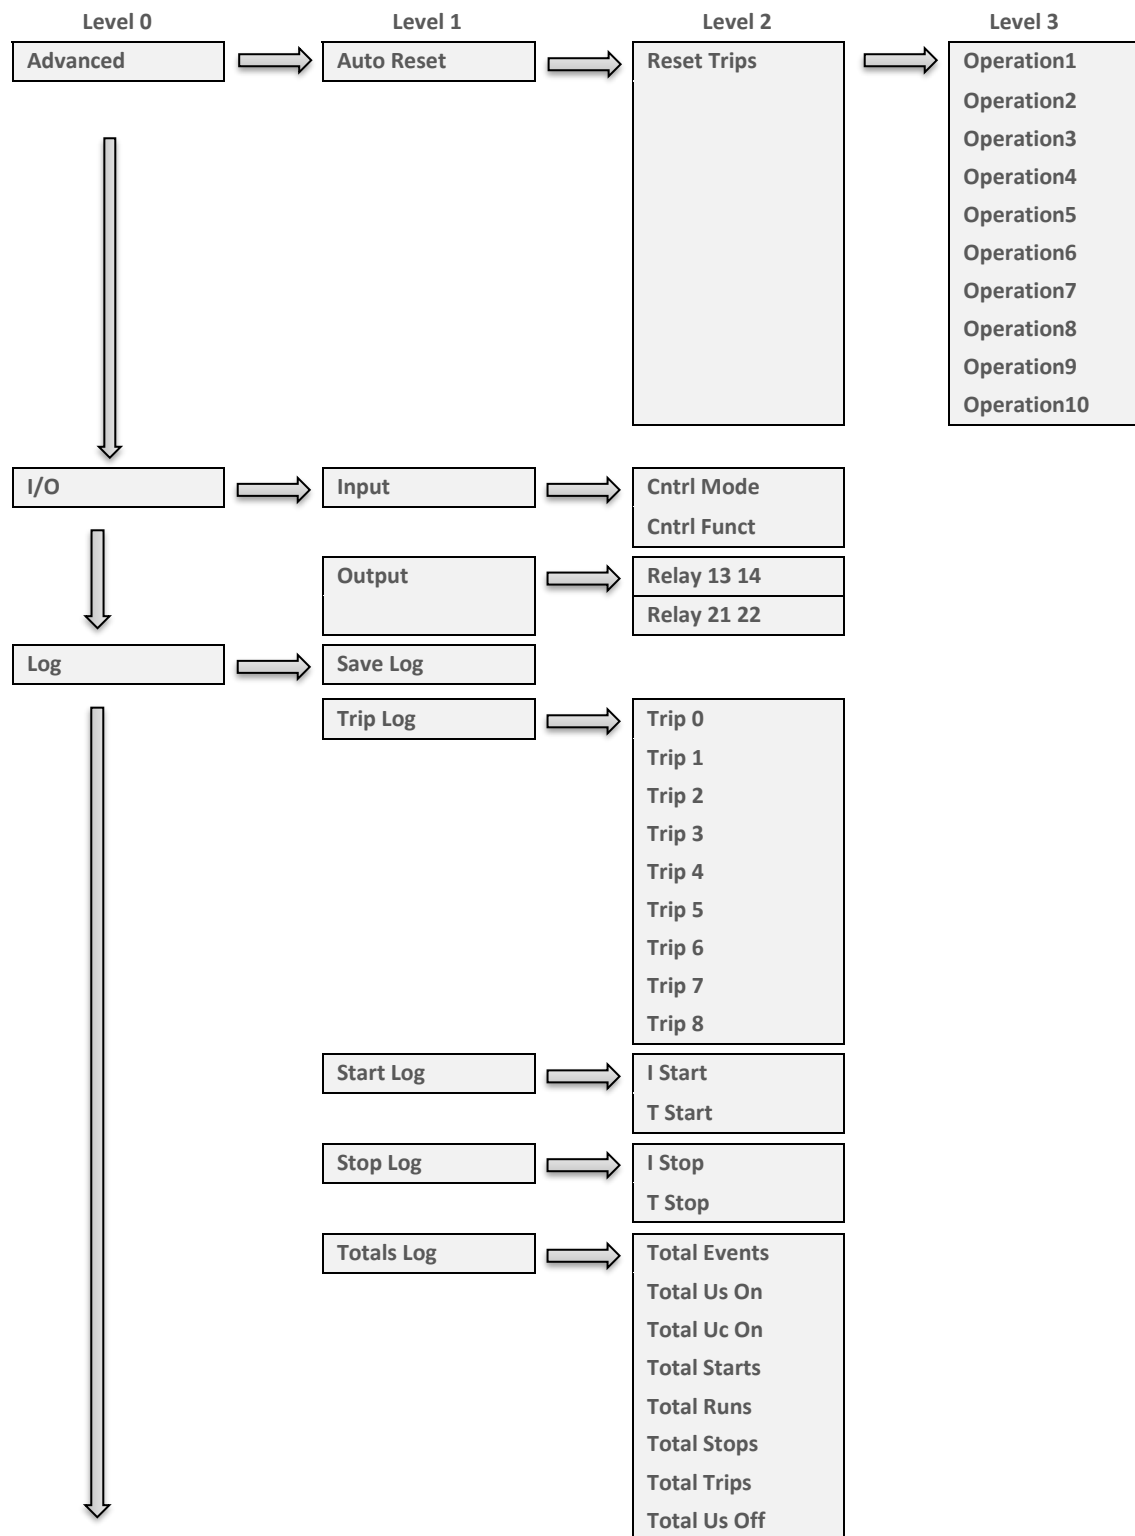 Level 0 Level 1 Level 2 Level 3
Advanced Auto Reset Reset Trips Operation1
Operation2
Operation3
Operation4
Operation5
Operation6
Operation7
Operation8
Operation9
Operation10
I/O Input Cntrl Mode
Cntrl Funct
Output Relay 13 14
Relay 21 22
Log Save Log
Trip Log Trip 0
Trip 1
Trip 2
Trip 3
Trip 4
Trip 5
Trip 6
Trip 7
Trip 8
Start Log I Start
T Start
Stop Log I Stop
T Stop
Totals Log Total Events
Total Us On
Total Uc On
Total Starts
Total Runs
Total Stops
Total Trips
Total Us Off